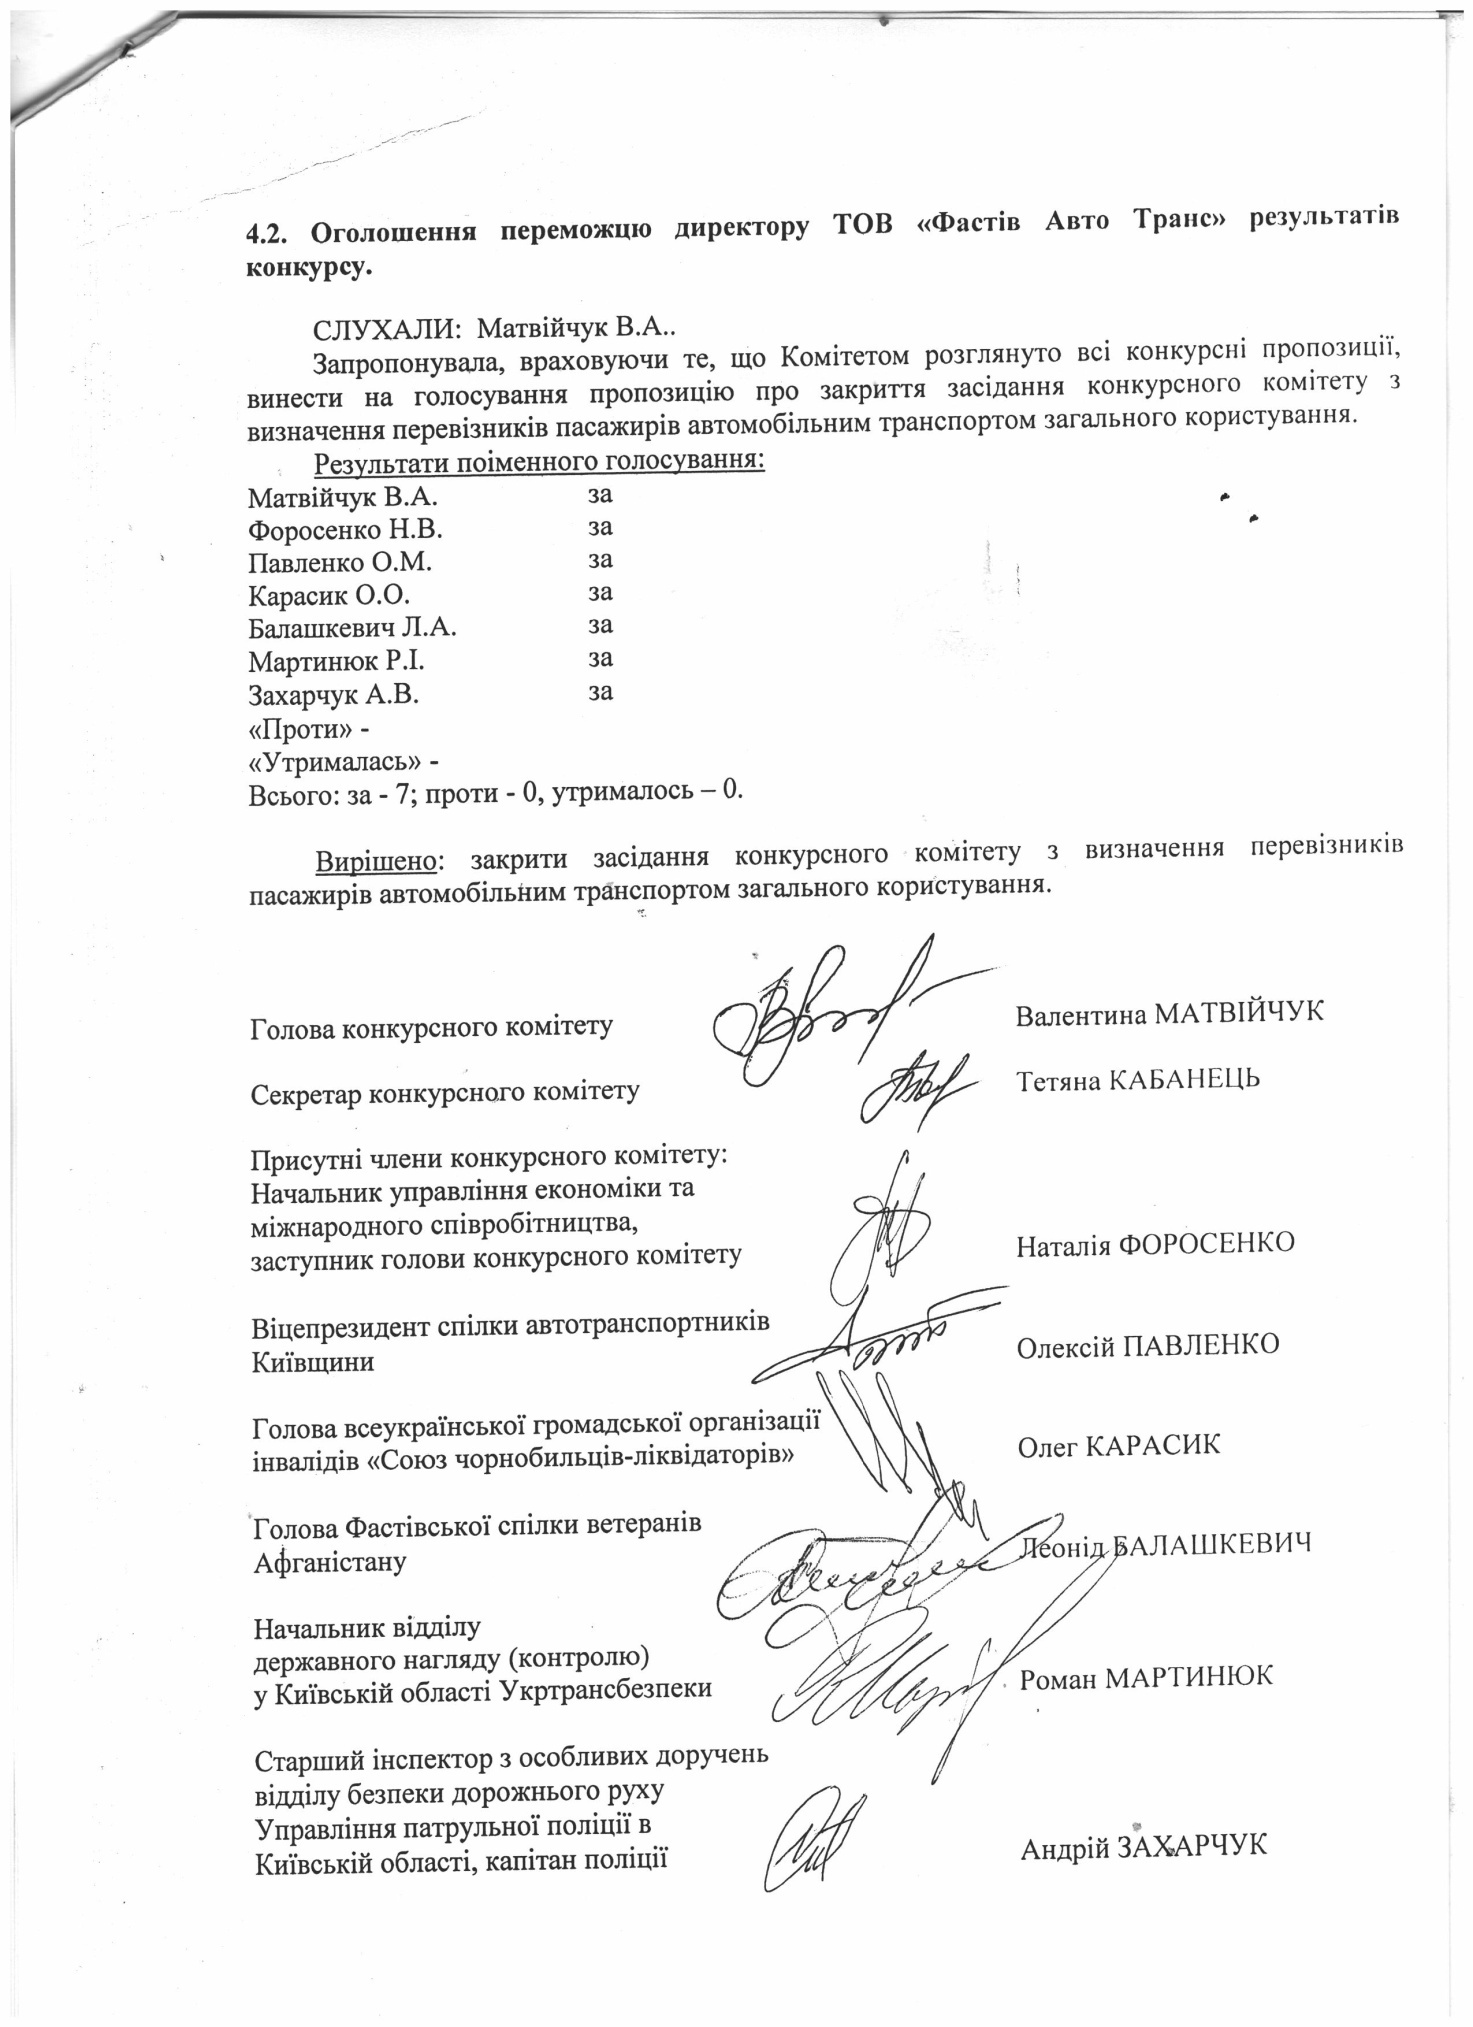 4.2. Оголошення переможцю директору ТОВ «Фастів Авто Транс» результатів
конкурсу.
СЛУХАЛИ: Матвійчук В.А..
Запропонувала, враховуючи те, що Комітетом розглянуто всі конкурсні пропозиції,
винести на голосування пропозицію про закриття засідання конкурсного комітету з
визначення перевізників пасажирів автомобільним транспортом загального користування.
Результати поіменного голосування:
Матвійчук В.А. за
Форосенко Н.В. за
Павленко О.М. за
Карасик О.О. за
Балашкевич Л.А. за
Мартинюк Р.І. за
Захарчук А.В. за
«Проти» -
«Утрималась» -
Всього: за - 7; проти - 0, утрималось – 0.
Вирішено: закрити засідання конкурсного комітету з визначення перевізників
пасажирів автомобільним транспортом загального користування.
Голова конкурсного комітету Валентина МАТВІЙЧУК
Секретар конкурсного комітету Тетяна КАБАНЕЦЬ
Присутні члени конкурсного комітету:
Начальник управління економіки та
міжнародного співробітництва,
заступник голови конкурсного комітету Наталія ФОРОСЕНКО
Віцепрезидент спілки автотранспортників
Київщини Олексій ПАВЛЕНКО
Голова всеукраїнської громадської організації
інвалідів «Союз чорнобильців-ліквідаторів» Олег КАРАСИК
Голова Фастівської спілки ветеранів
Афганістану Леонід БАЛАШКЕВИЧ
Начальник відділу
державного нагляду (контролю)
у Київській області Укртрансбезпеки Роман МАРТИНЮК
Старший інспектор з особливих доручень
відділу безпеки дорожнього руху
Управління патрульної поліції в
Київській області, капітан поліції Андрій ЗАХАРЧУК